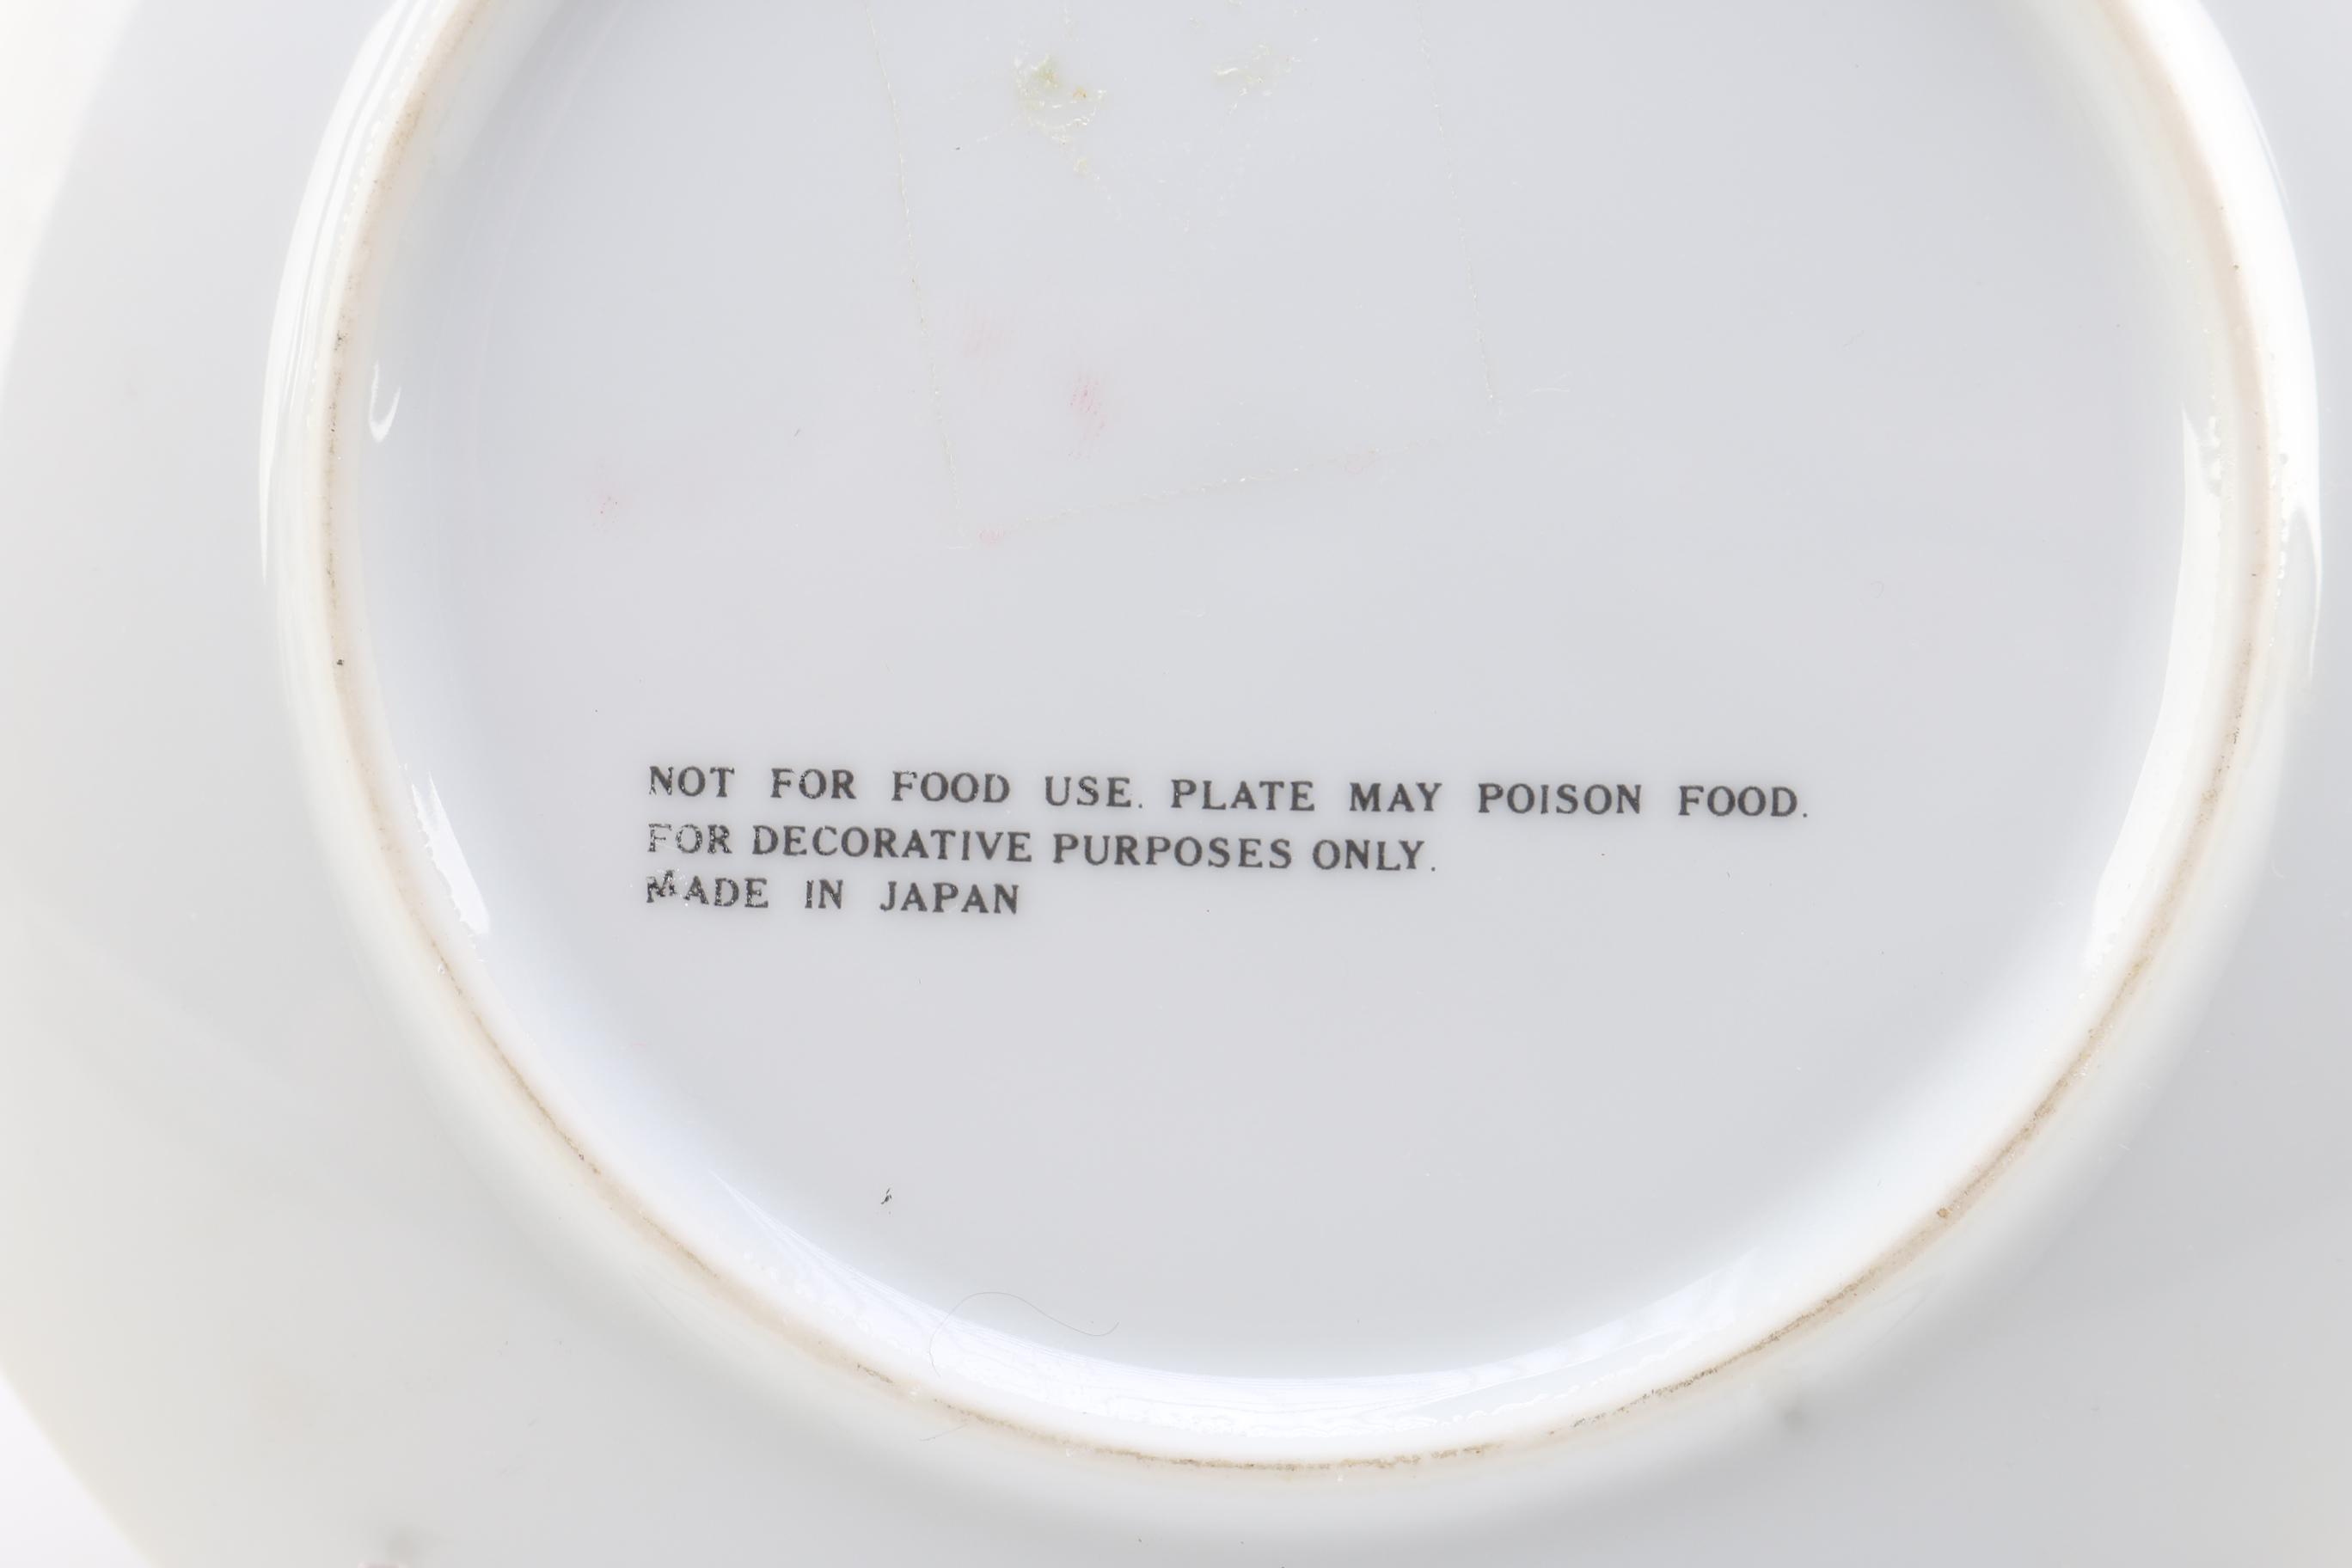 NOT FOR FOOD USE. PLATE MAY POISON FOOD.
FOR DECORATIVE PURPOSES ONLY.
MADE IN JAPAN